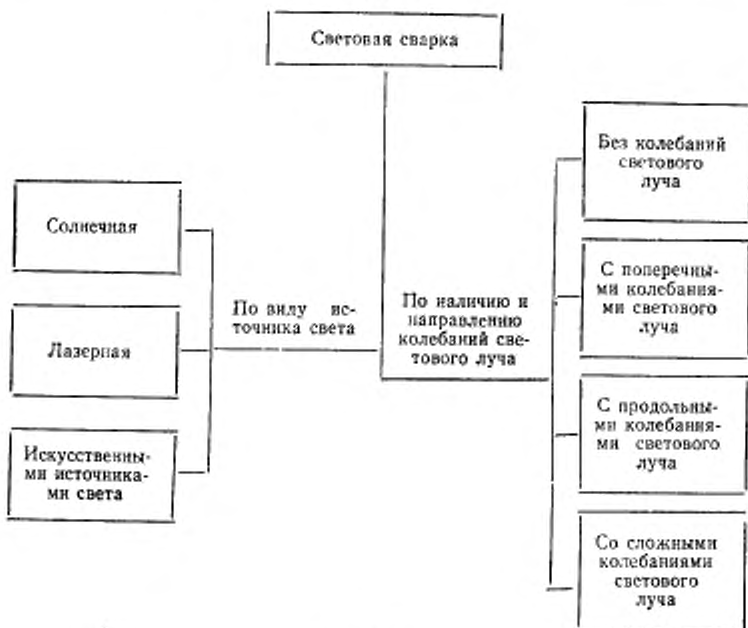 Световая сварка
Солнечная
Лазерная
Искусственны-
ми источника-
ми света
По виду ис-
точника света
По наличию и
направлению
колебаний све-
тового луча
Без колебаний
светового
луча
С поперечны-
ми колебания-
ми светового
луча
С продольны-
ми колебания-
ми светового
луча
Со сложными
колебаниями
светового
луча